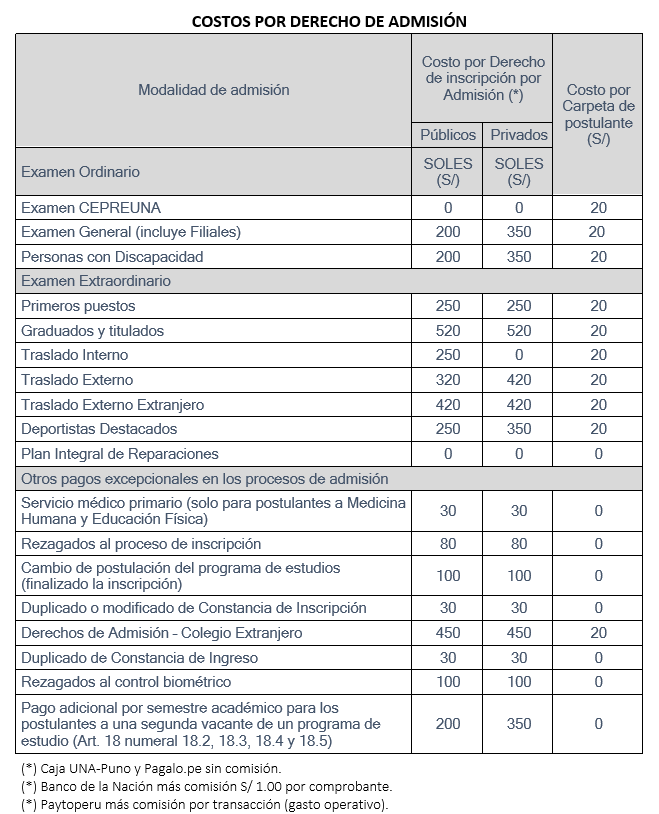 COSTOS POR DERECHO DE ADMISIÓN
Modalidad de admisión
Costo por Derecho
de inscripción por
Admisión (*)
Costo por
Carpeta de
postulante
(S/)
Públicos Privados
Examen Ordinario
SOLES
(S/)
SOLES
(S/)
Examen CEPREUNA 0 0 20
Examen General (incluye Filiales) 200 350 20
Personas con Discapacidad 200 350 20
Examen Extraordinario
Primeros puestos 250 250 20
Graduados y titulados 520 520 20
Traslado Interno 250 0 20
Traslado Externo 320 420 20
Traslado Externo Extranjero 420 420 20
Deportistas Destacados 250 350 20
Plan Integral de Reparaciones 0 0 0
Otros pagos excepcionales en los procesos de admisión
Servicio médico primario (solo para postulantes a Medicina
Humana y Educación Física) 30 30 0
Rezagados al proceso de inscripción 80 80 0
Cambio de postulación del programa de estudios
(finalizado la inscripción) 100 100 0
Duplicado o modificado de Constancia de Inscripción 30 30 0
Derechos de Admisión - Colegio Extranjero 450 450 20
Duplicado de Constancia de Ingreso 30 30 0
Rezagados al control biométrico 100 100 0
Pago adicional por semestre académico para los
postulantes a una segunda vacante de un programa de 200 350 0
estudio (Art. 18 numeral 18.2, 18.3, 18.4 y 18.5)
(*) Caja UNA-Puno y Pagalo.pe sin comisión.
(*) Banco de la Nación más comisión S/ 1.00 por comprobante.
(*) Paytoperu más comisión por transacción (gasto operativo).